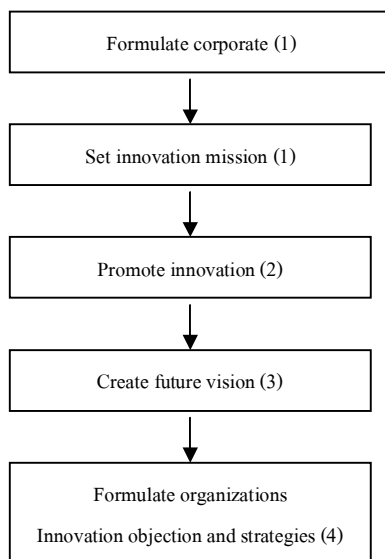 Formulate corporate (1)
Set innovation mission (1)
Promote innovation (2)
Create future vision (3)
Formulate organizations
Innovation objection and strategies (4)